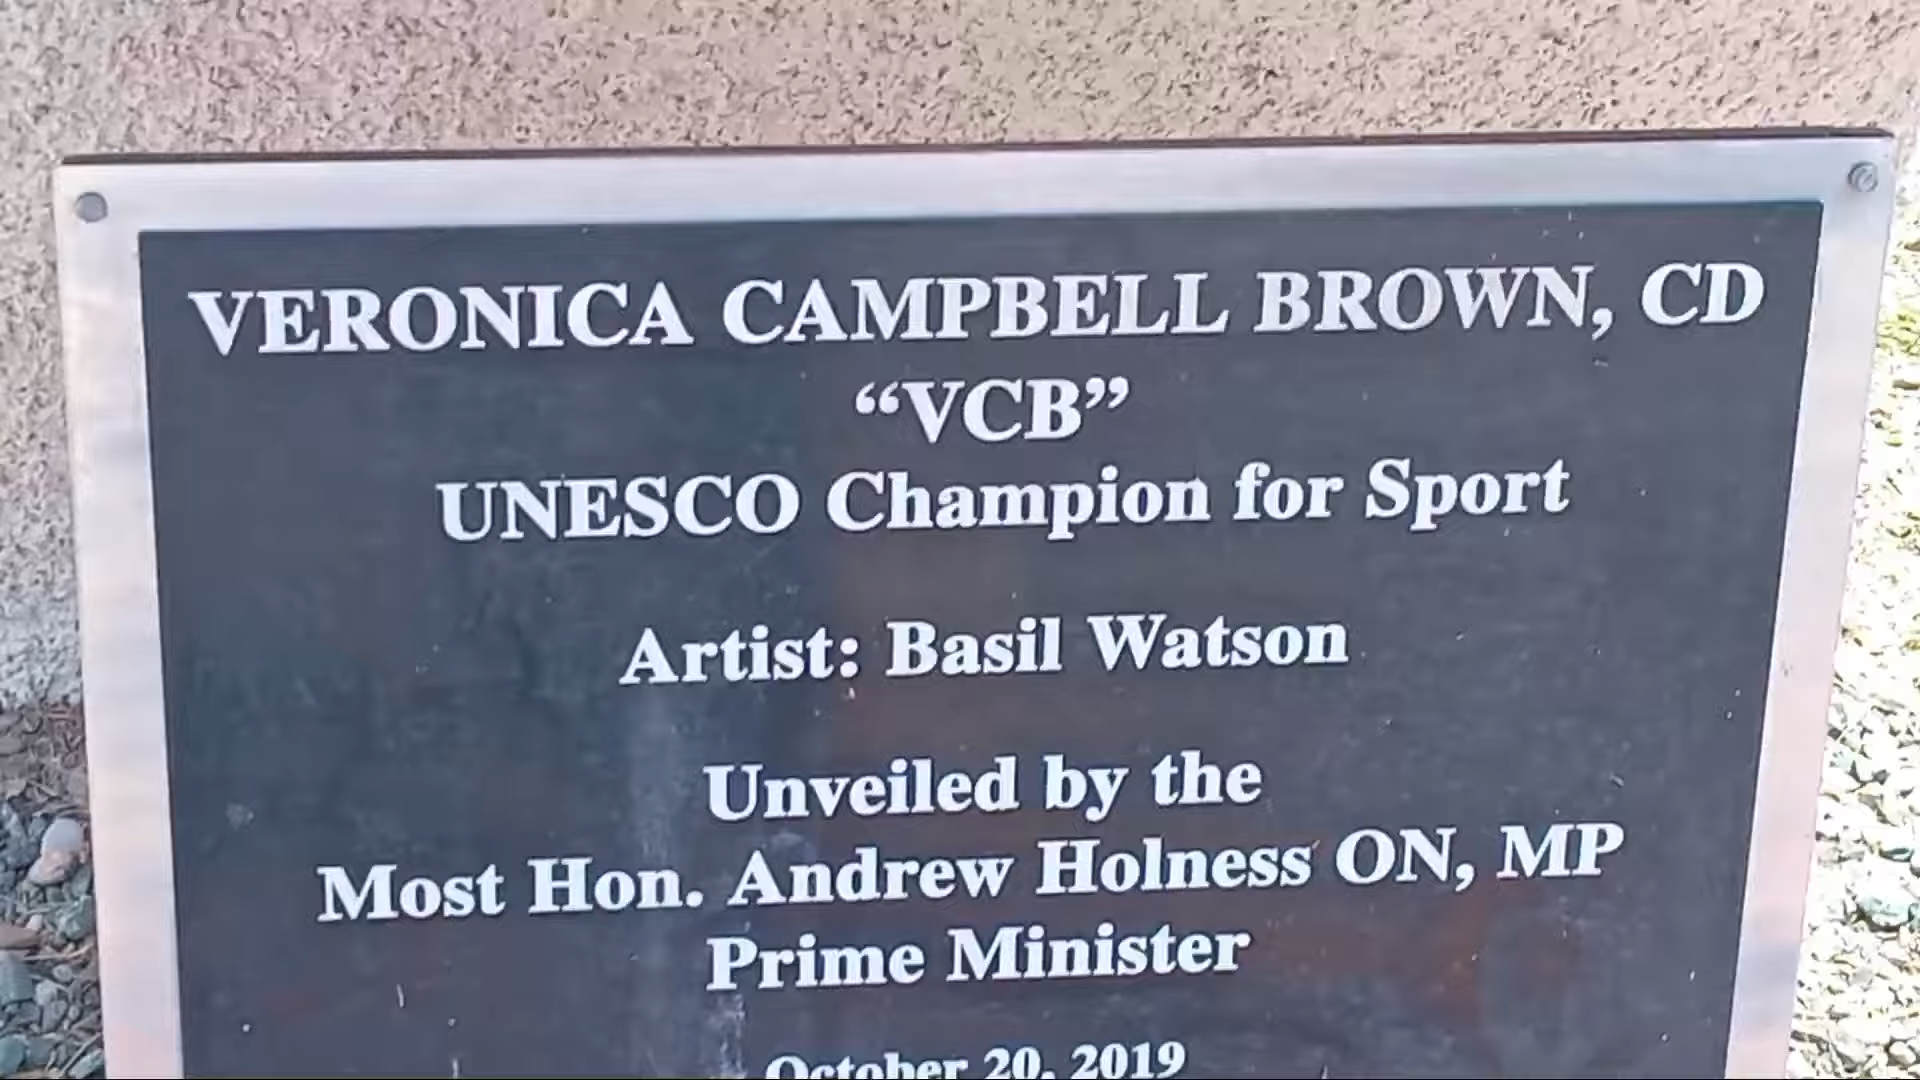 VERONICA CAMPBELL BROWN, CD
“VCB”
UNESCO Champion for Sport
Artist: Basil Watson
Unveiled by the
Most Hon. Andrew Holness ON, MP
Prime Minister
October 20, 2019